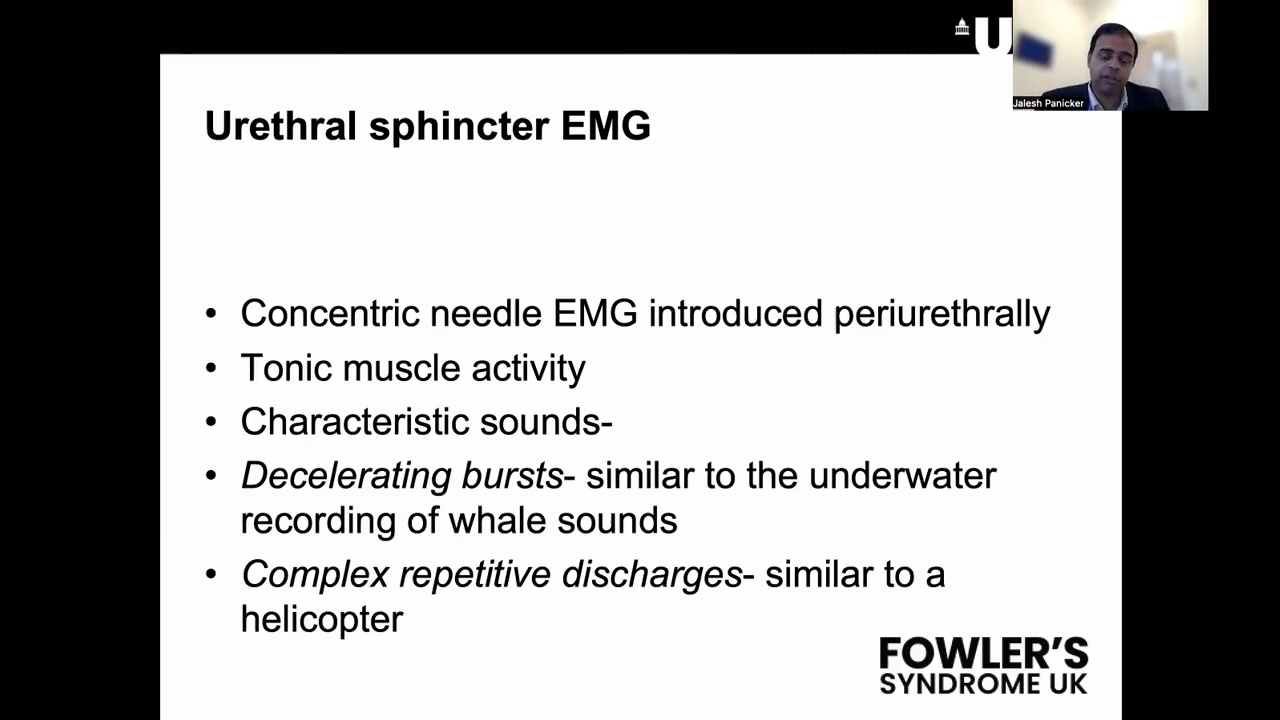 U
Jalesh Panicker
Urethral sphincter EMG
• Concentric needle EMG introduced periurethrally
• Tonic muscle activity
• Characteristic sounds-
• Decelerating bursts- similar to the underwater
recording of whale sounds
• Complex repetitive discharges- similar to a
helicopter
FOWLER'S
SYNDROME UK